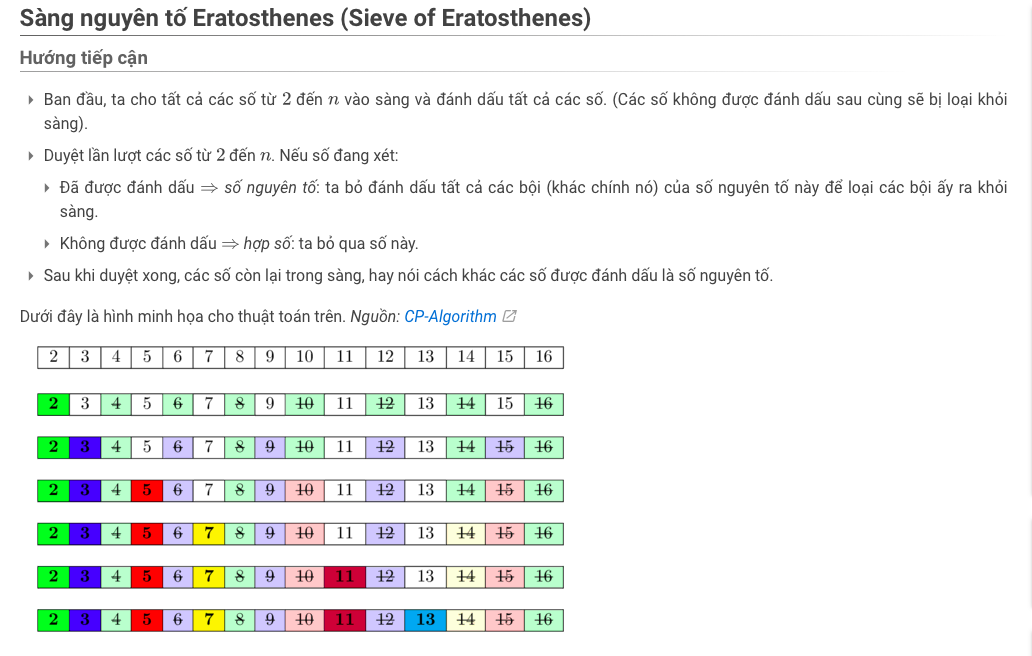 Sàng nguyên tố Eratosthenes (Sieve of Eratosthenes)
Hướng tiếp cận
Ban đầu, ta cho tất cả các số từ 2 đến n vào sàng và đánh dấu tất cả các số. (Các số không được đánh dấu sau cùng sẽ bị loại khỏi
sàng).
Duyệt lần lượt các số từ 2 đến n. Nếu số đang xét:
Đã được đánh dấu ⇒ số nguyên tố: ta bỏ đánh dấu tất cả các bội (khác chính nó) của số nguyên tố này để loại các bội ấy ra khỏi
sàng.
Không được đánh dấu ⇒ hợp số: ta bỏ qua số này.
Sau khi duyệt xong, các số còn lại trong sàng, hay nói cách khác các số được đánh dấu là số nguyên tố.
Dưới đây là hình minh họa cho thuật toán trên. Nguồn: CP-Algorithm
2 3 4 5 6 7 8 9 10 11 12 13 14 15 16
2 3 4 5 6 7 8 9 10 11 12 13 14 15 16
2 3 4 5 6 7 8 9 10 11 12 13 14 15 16
2 3 4 5 6 7 8 9 10 11 12 13 14 15 16
2 3 4 5 6 7 8 9 10 11 12 13 14 15 16
2 3 4 5 6 7 8 9 10 11 12 13 14 15 16
2 3 4 5 6 7 8 9 10 11 12 13 14 15 16